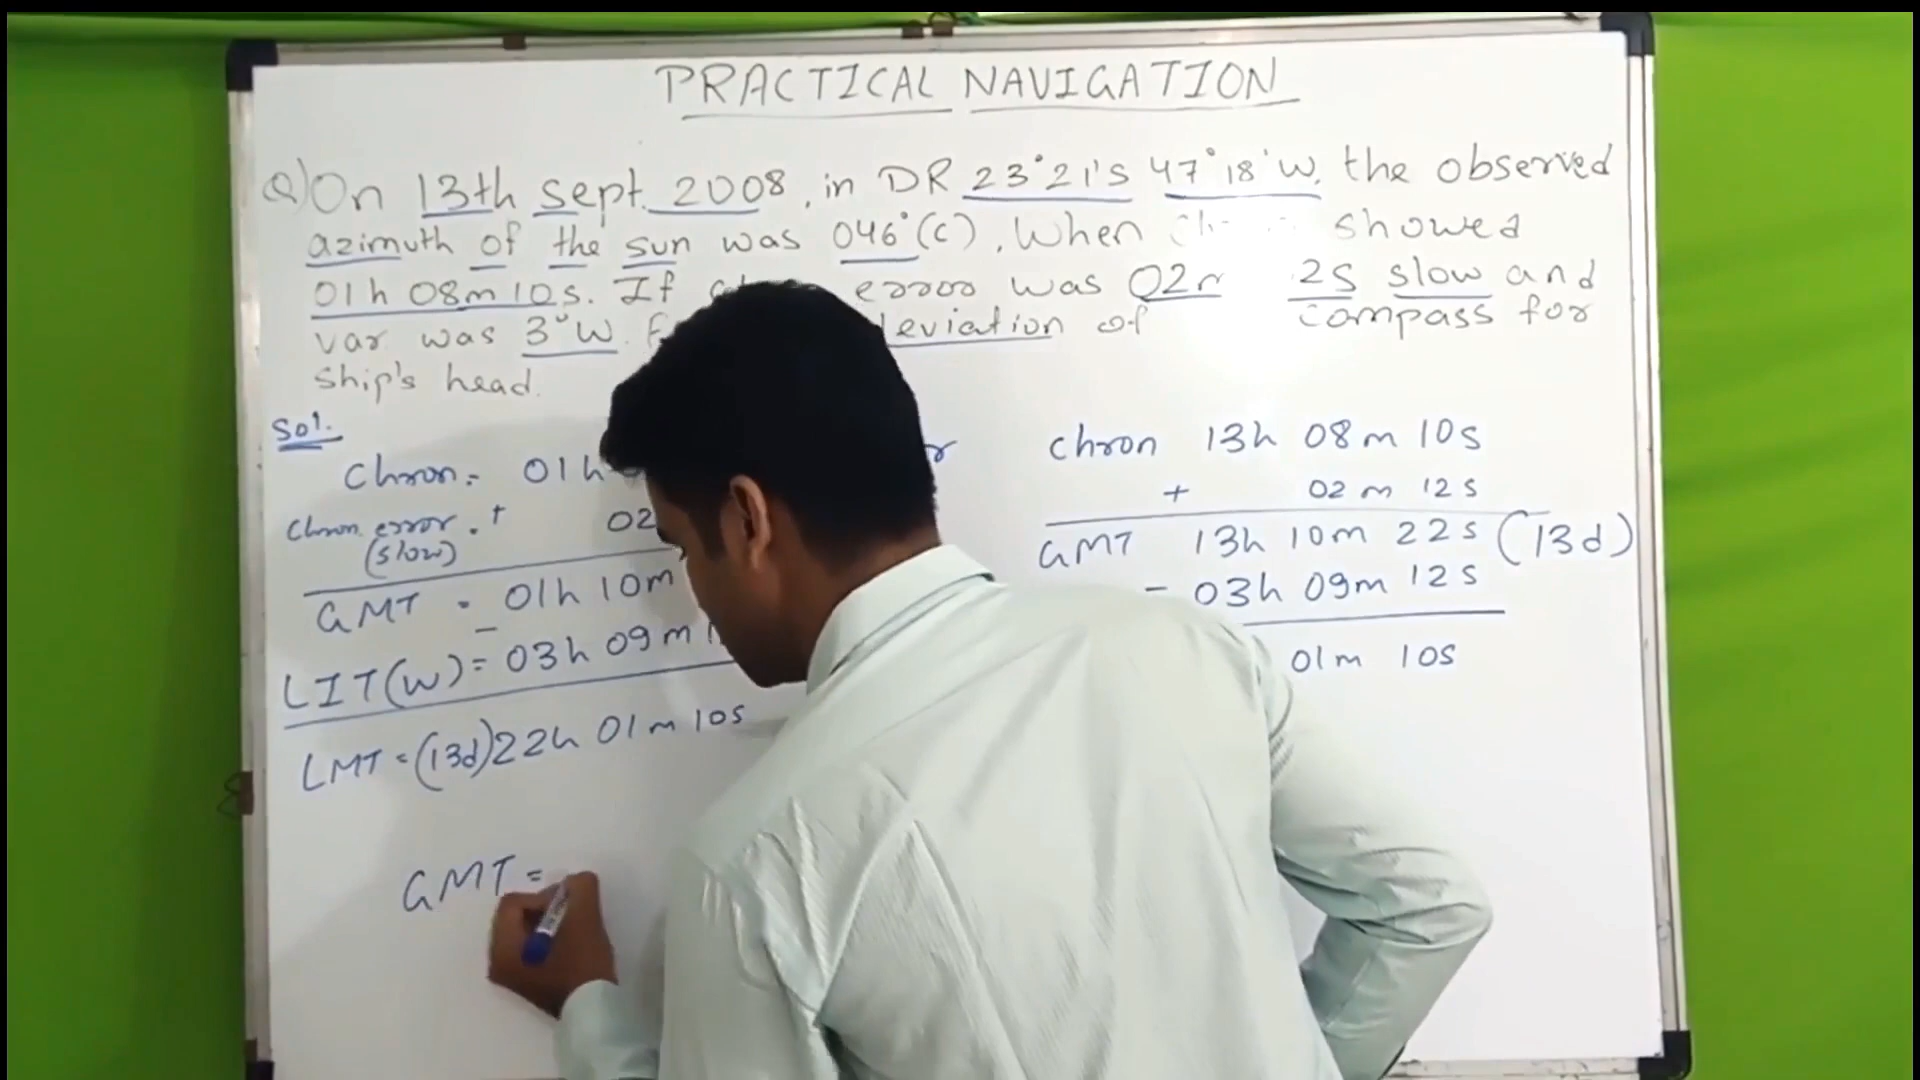 PRACTICAL NAVIGATION
Q) On 13th sept. 2008, in DR 23°21's 47°18'W, the observed
azimuth of the sun was 046°(c). When showed
01h 08m 10s. If error was 2s slow and
var was 3°W. deviation of compass for
ship's head.
Sol.
Chron. = 01h
Chron error. +
(slow)
02
GMT = 01h 10m
LIT(W) = - 03h 09m
LMT = (13d) 22h 01m 10s
GMT =
chron 13h 08m 10s
+ 02m 12s
GMT 13h 10m 22s (13d)
- 03h 09m 12s
01m 10s